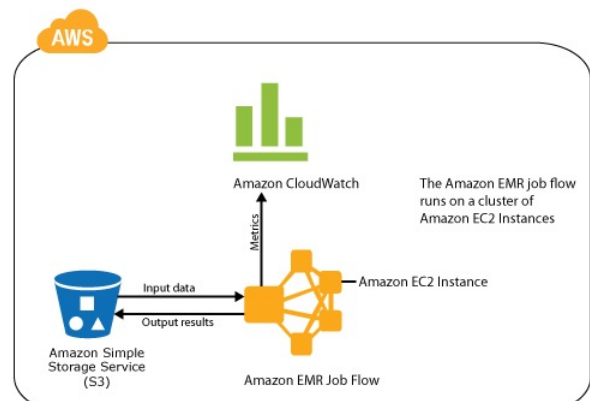 AWS
Amazon CloudWatch
The Amazon EMR job flow
runs on a cluster of
Amazon EC2 Instances
Metrics
Amazon EC2 Instance
Input data
Output results
Amazon Simple
Storage Service
(S3)
Amazon EMR Job Flow